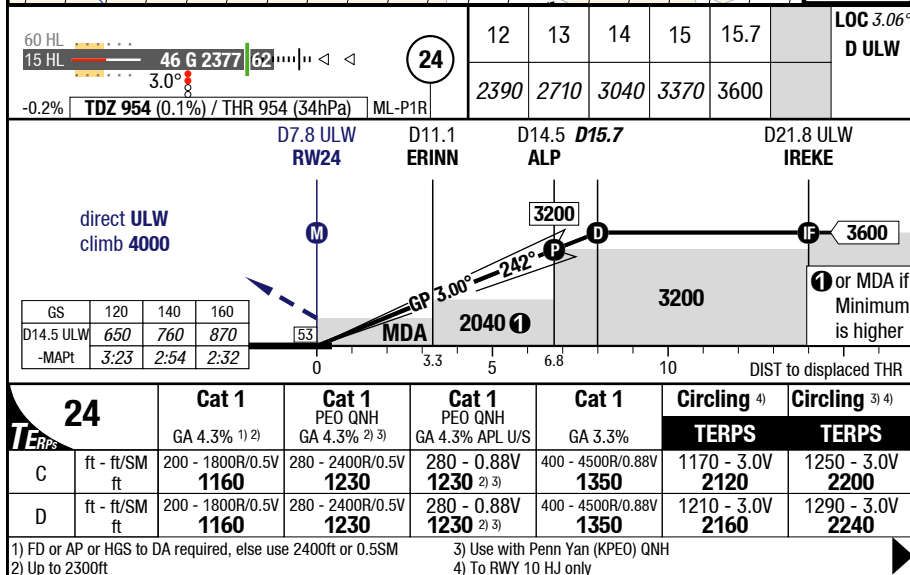 60 HL
15 HL
46 G 2377 62
3.0°
-0.2% TDZ 954 (0.1%) / THR 954 (34hPa) ML-P1R
24
12 13 14 15 15.7 LOC 3.06°
D ULW
2390 2710 3040 3370 3600
D7.8 ULW D11.1 D14.5 D15.7 D21.8 ULW
RW24 ERINN ALP IREKE
direct ULW
climb 4000
M
3200
P D IF 3600
GP 3.00° 242°
3200
1 or MDA if
Minimum
is higher
GS 120 140 160
D14.5 ULW 650 760 870
-MAPt 3:23 2:54 2:32
53 MDA 2040 1
0 3.3 5 6.8 10 DIST to displaced THR
TERPs 24
Cat 1 Cat 1 Cat 1 Cat 1 Circling 4) Circling 3) 4)
PEO QNH PEO QNH
GA 4.3% 1) 2) GA 4.3% 2) 3) GA 4.3% APL U/S GA 3.3% TERPS TERPS
C ft - ft/SM 200 - 1800R/0.5V 280 - 2400R/0.5V 280 - 0.88V 400 - 4500R/0.88V 1170 - 3.0V 1250 - 3.0V
ft 1160 1230 1230 2) 3) 1350 2120 2200
D ft - ft/SM 200 - 1800R/0.5V 280 - 2400R/0.5V 280 - 0.88V 400 - 4500R/0.88V 1210 - 3.0V 1290 - 3.0V
ft 1160 1230 1230 2) 3) 1350 2160 2240
1) FD or AP or HGS to DA required, else use 2400ft or 0.5SM 3) Use with Penn Yan (KPEO) QNH
2) Up to 2300ft 4) To RWY 10 HJ only